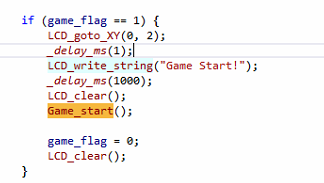 if (game_flag == 1) {
LCD_goto_XY(0, 2);
_delay_ms(1);
LCD_write_string("Game Start!");
_delay_ms(1000);
LCD_clear();
Game_start();
game_flag = 0;
LCD_clear();
}